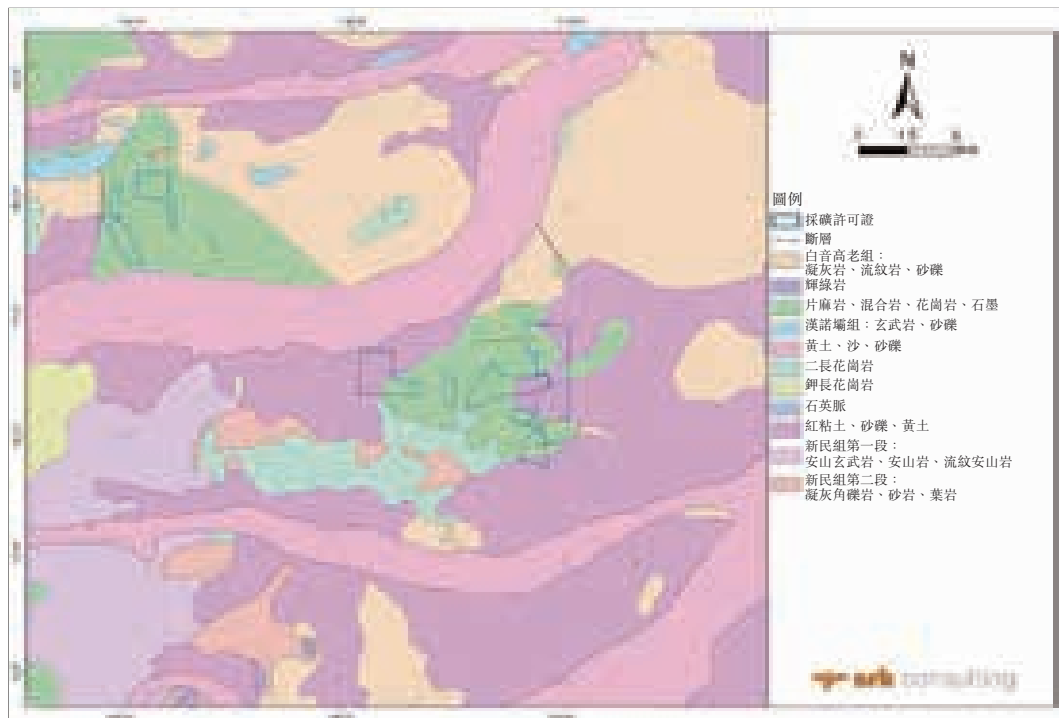 N
圖例
採礦許可證
斷層
白音高老組：
凝灰岩、流紋岩、砂礫
輝綠岩
片麻岩、混合岩、花崗岩、石墨
漢諾壩組：玄武岩、砂礫
黃土、沙、砂礫
二長花崗岩
鉀長花崗岩
石英脈
紅粘土、砂礫、黃土
新民組第一段：
安山玄武岩、安山岩、流紋安山岩
新民組第二段：
凝灰角礫岩、砂岩、葉岩
srk consulting